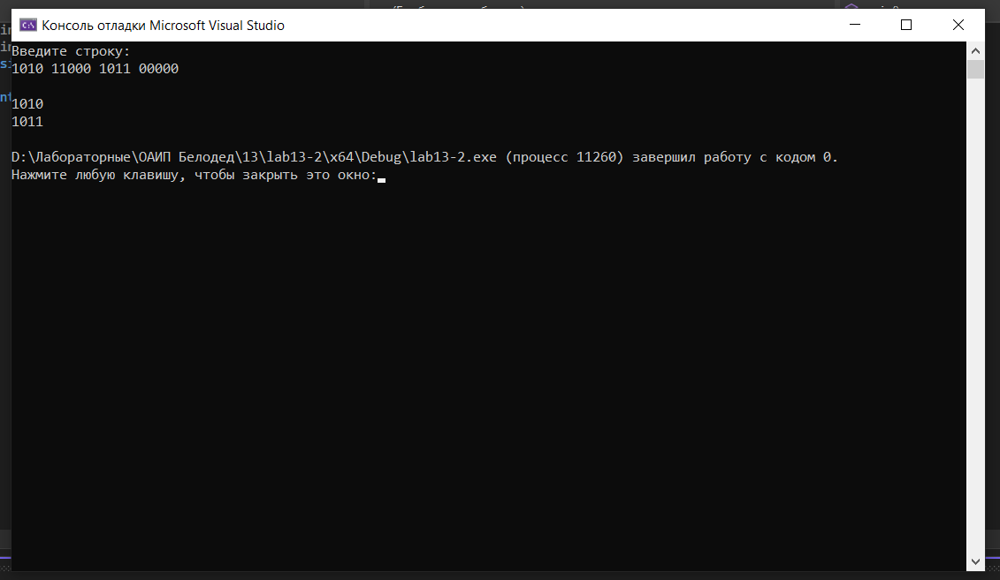 Консоль отладки Microsoft Visual Studio
Введите строку:
1010 11000 1011 00000
1010
1011
D:\Лабораторные\ОАИП Белодед\13\lab13-2\x64\Debug\lab13-2.exe (процесс 11260) завершил работу с кодом 0.
Нажмите любую клавишу, чтобы закрыть это окно: